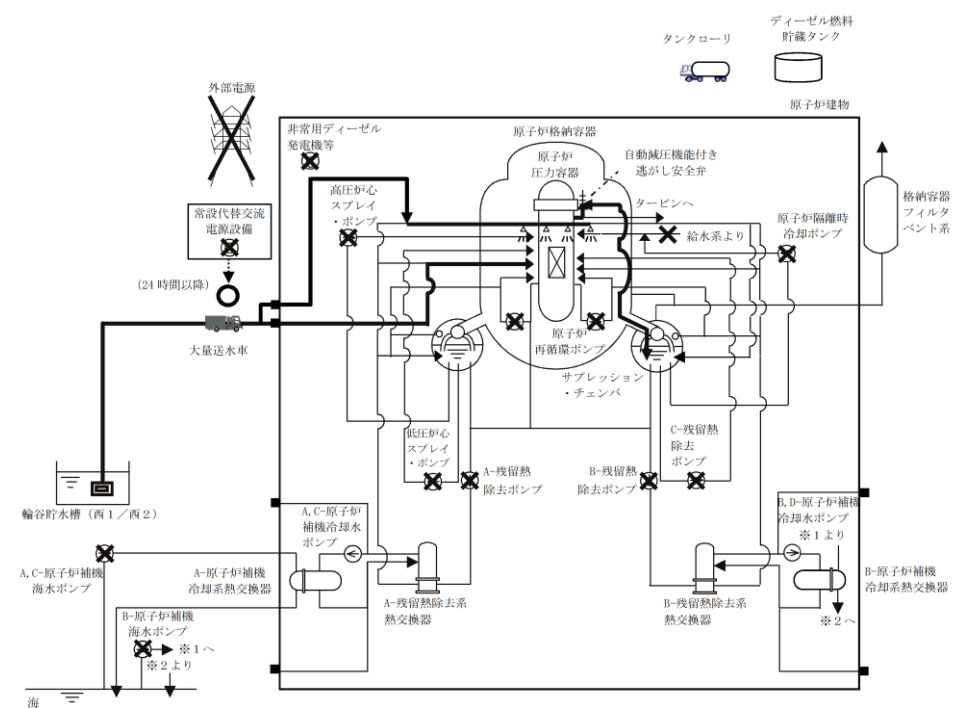 ディーゼル燃料
貯蔵タンク
タンクローリ
外部電源
原子炉建物
非常用ディーゼル
発電機等
原子炉格納容器
原子炉
圧力容器
自動減圧機能付き
逃がし安全弁
高圧炉心
スプレイ
・ポンプ
タービンへ
給水系より
原子炉隔離時
冷却ポンプ
格納容器
フィルタ
ベント系
常設代替交流
電源設備
(24時間以降)
大量送水車
原子炉
再循環ポンプ
サプレッション
・チェンバ
低圧炉心
スプレイ
・ポンプ
A-残留熱
除去ポンプ
B-残留熱
除去ポンプ
C-残留熱
除去
ポンプ
輪谷貯水槽(西1/西2)
A,C-原子炉
補機冷却水
ポンプ
B,D-原子炉補機
冷却水ポンプ
※1より
A,C-原子炉補機
海水ポンプ
A-原子炉補機
冷却系熱交換器
A-残留熱除去系
熱交換器
B-残留熱除去系
熱交換器
B-原子炉補機
冷却系熱交換器
※2へ
B-原子炉補機
海水ポンプ
※1へ
※2より
海